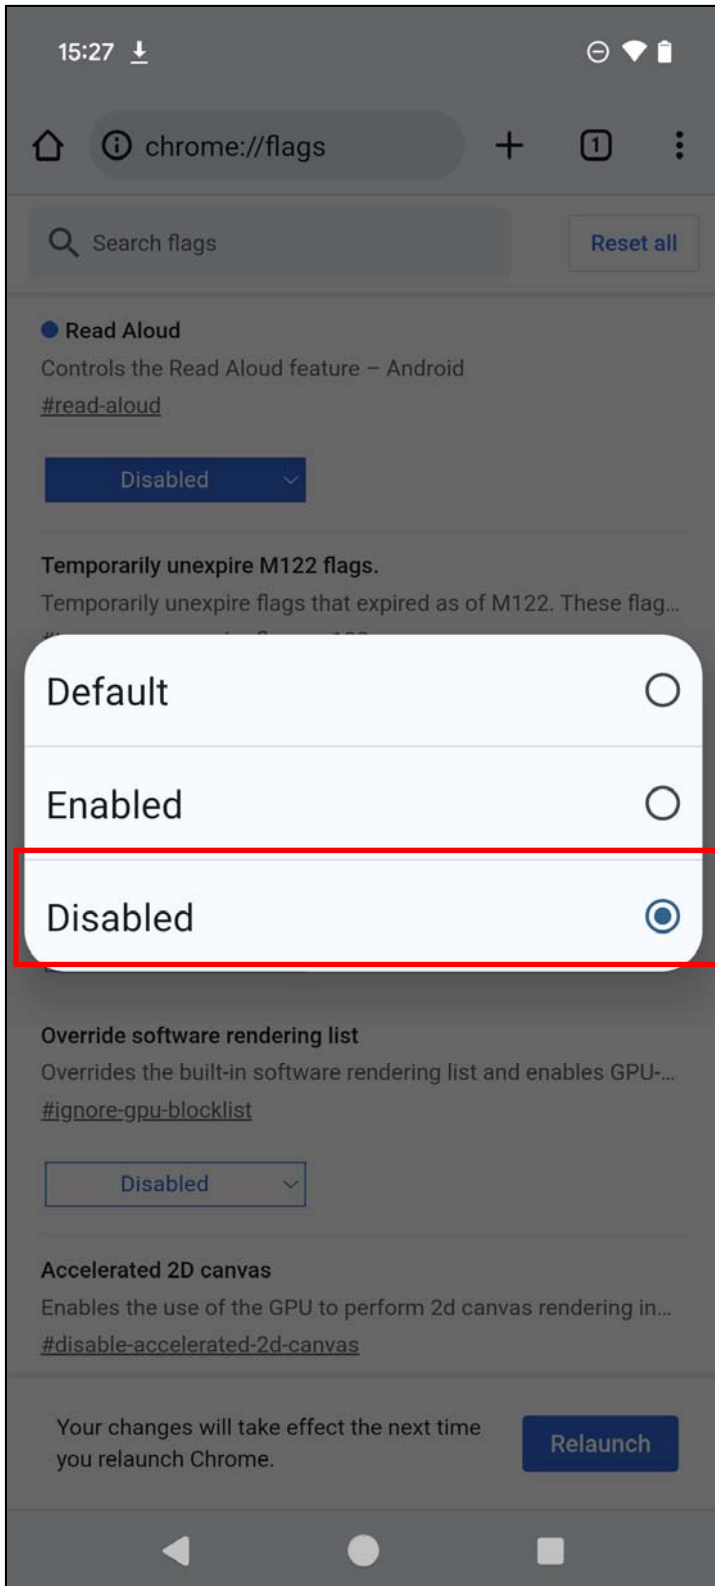 15:27
chrome://flags
1
Search flags
Reset all
Read Aloud
Controls the Read Aloud feature – Android
#read-aloud
Disabled
Temporarily unexpire M122 flags.
Temporarily unexpire flags that expired as of M122. These flag...
Default
Enabled
Disabled
Override software rendering list
Overrides the built-in software rendering list and enables GPU-...
#ignore-gpu-blocklist
Disabled
Accelerated 2D canvas
Enables the use of the GPU to perform 2d canvas rendering in...
#disable-accelerated-2d-canvas
Your changes will take effect the next time
you relaunch Chrome.
Relaunch